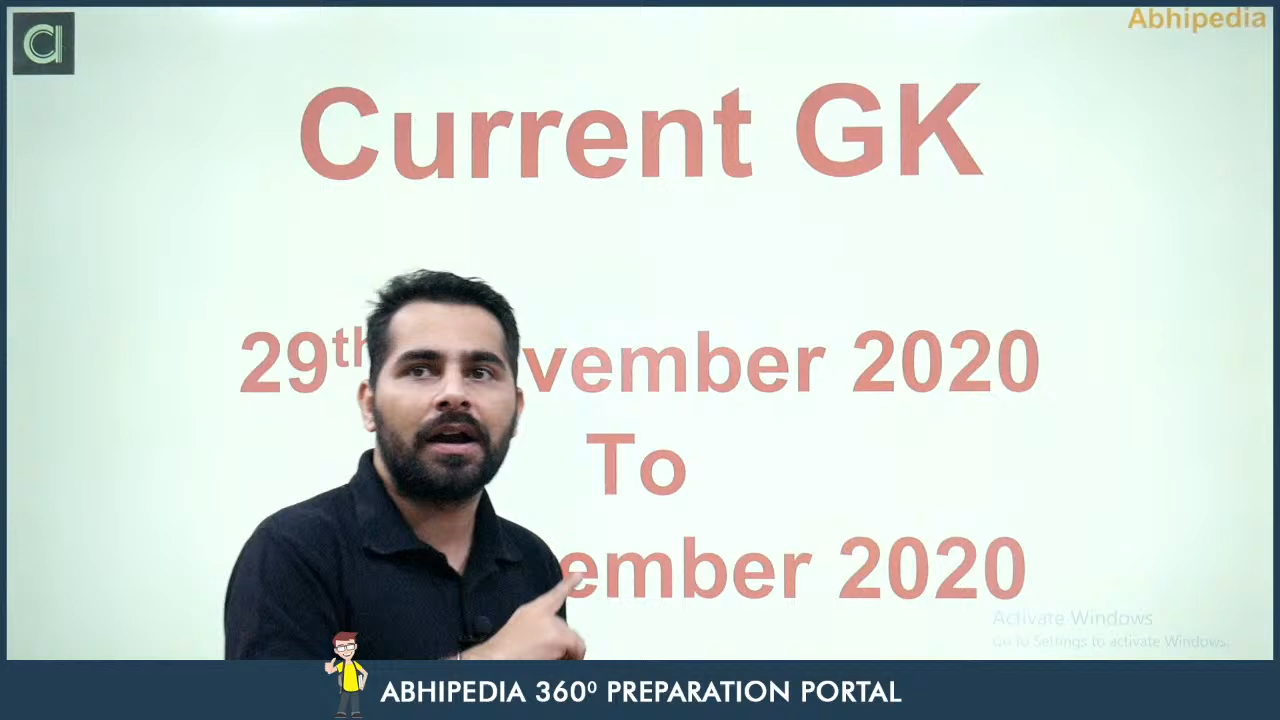 Abhipedia
Current GK
29th vember 2020
To
ember 2020
Activate Windows
Go to Settings to activate Windows.
ABHIPEDIA 360⁰ PREPARATION PORTAL